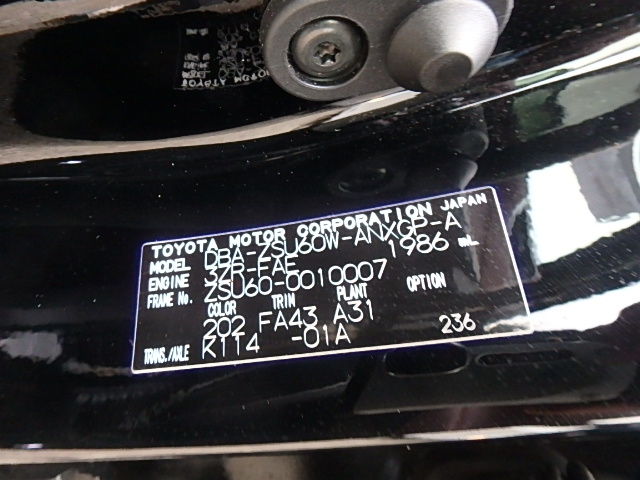 TOYOTA MOTOR CORPORATION JAPAN
MODEL DBA-ZSU60W-ANXGP-A
ENGINE 3ZR-FAE 1986 mL
FRAME No. ZSU60-0010007
COLOR TRIM PLANT OPTION
202 FA43 A31
TRANS./AXLE K114 -01A 236